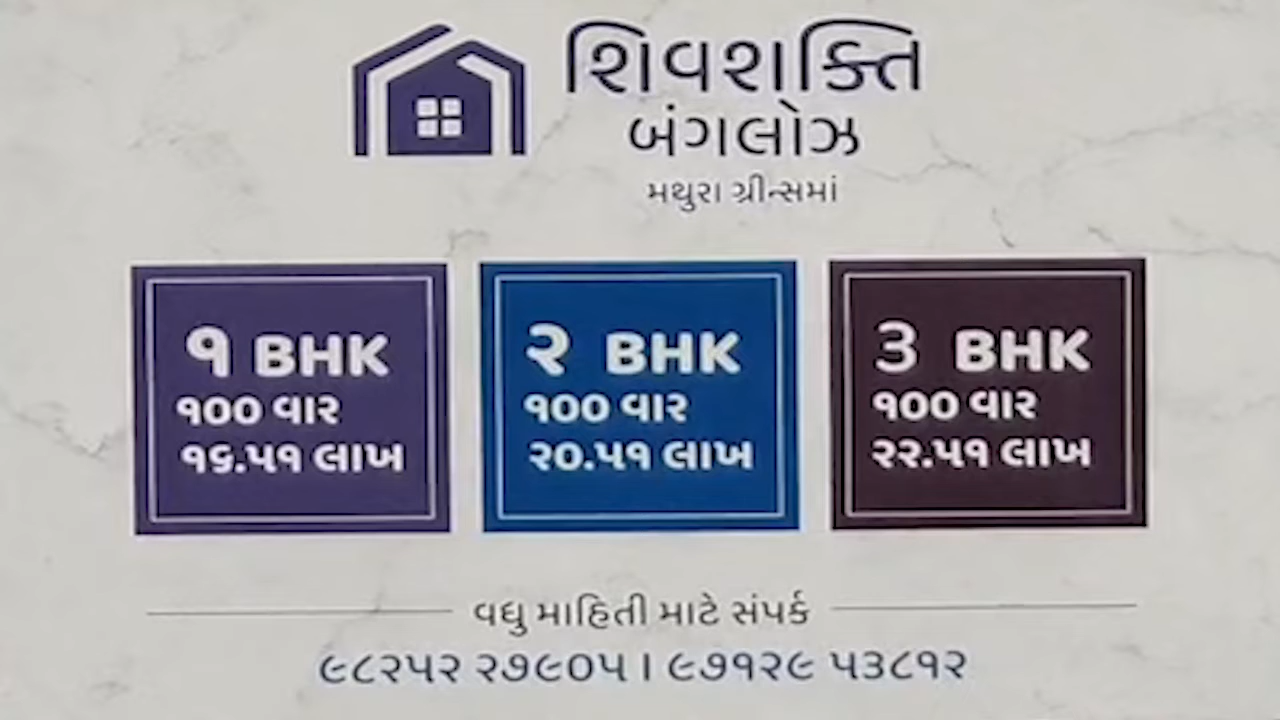 શિવશક્તિ
બંગલોઝ
મથુરા ગ્રીન્સમાં
૧ BHK
૧૦૦ વાર
૧૬.૫૧ લાખ
૨ BHK
૧૦૦ વાર
૨૦.૫૧ લાખ
૩ BHK
૧૦૦ વાર
૨૨.૫૧ લાખ
વધુ માહિતી માટે સંપર્ક
૯૮૨૫૨ ૨૭૯૦૫ | ૯૭૧૨૯ ૫૩૮૧૨